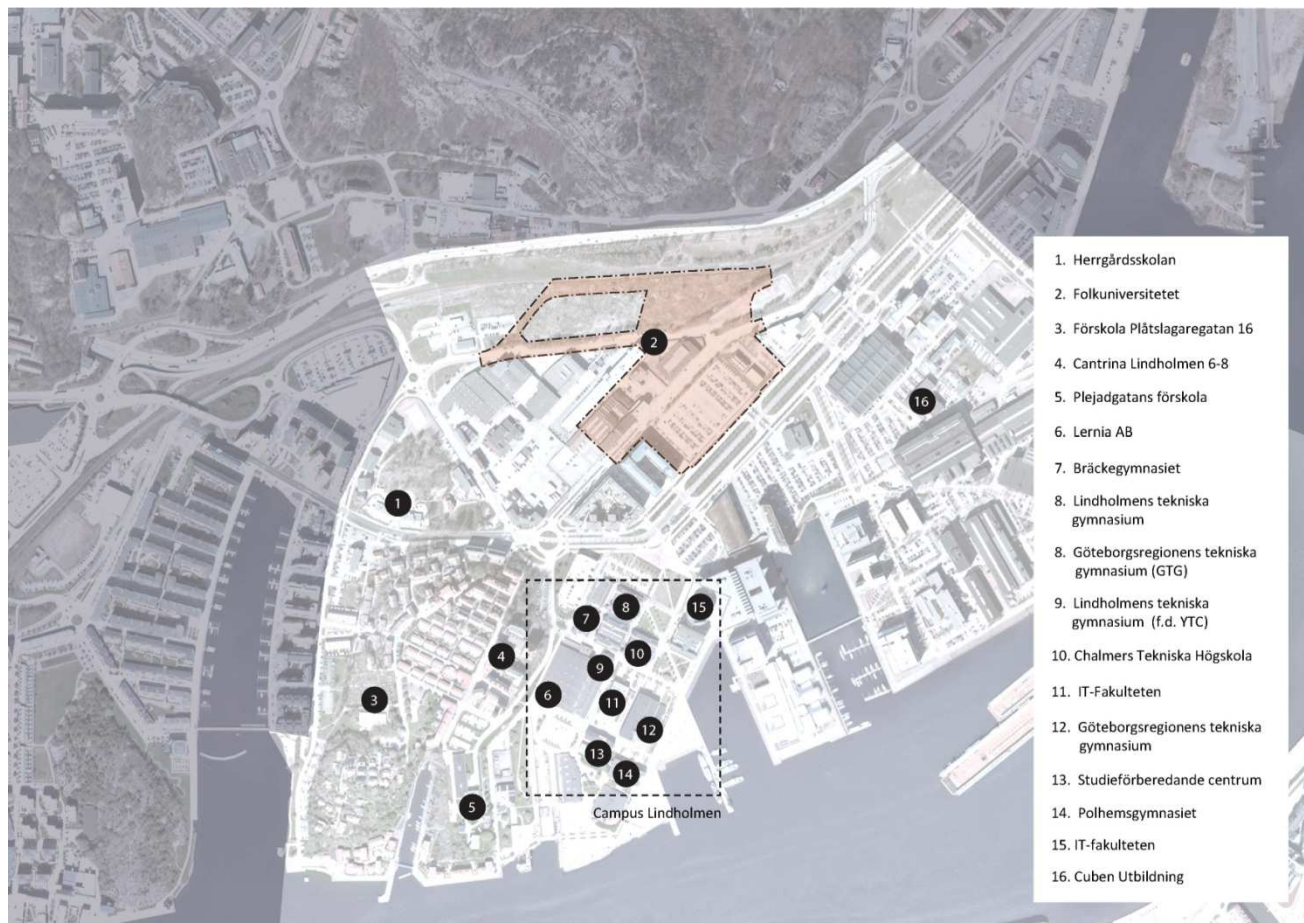 2
16
1
8
15
7
10
4
9
6
3
11
12
13
14
5
Campus Lindholmen
1. Herrgårdsskolan
2. Folkuniversitetet
3. Förskola Plåtslagaregatan 16
4. Cantrina Lindholmen 6-8
5. Plejadgatans förskola
6. Lernia AB
7. Bräckegymnasiet
8. Lindholmens tekniska
gymnasium
8. Göteborgsregionens tekniska
gymnasium (GTG)
9. Lindholmens tekniska
gymnasium (f.d. YTC)
10. Chalmers Tekniska Högskola
11. IT-Fakulteten
12. Göteborgsregionens tekniska
gymnasium
13. Studieförberedande centrum
14. Polhemsgymnasiet
15. IT-fakulteten
16. Cuben Utbildning